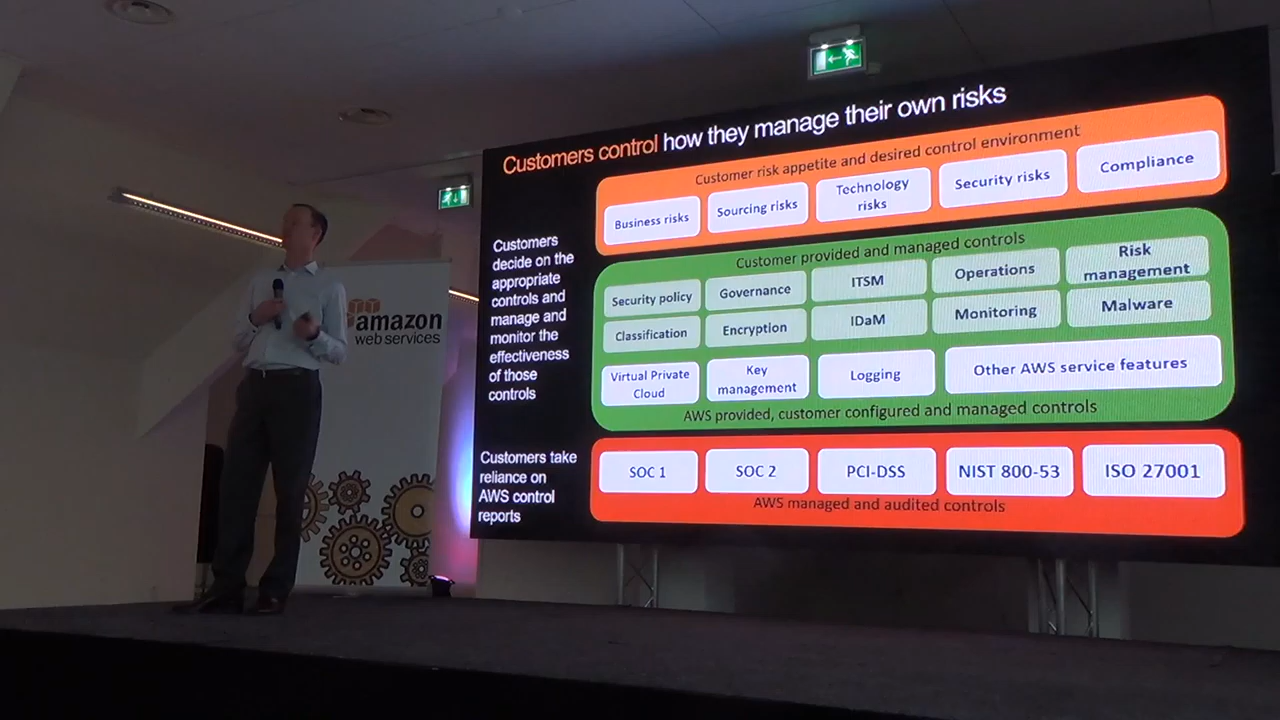 Customers control how they manage their own risks
Customer risk appetite and desired control environment
Business risks
Sourcing risks
Technology
risks
Security risks
Compliance
Customers
decide on the
appropriate
controls and
manage and
monitor the
effectiveness
of those
controls
Customer provided and managed controls
Security policy
Governance
ITSM
Operations
Risk
management
Classification
Encryption
IDaM
Monitoring
Malware
Virtual Private
Cloud
Key
management
Logging
Other AWS service features
AWS provided, customer configured and managed controls
Customers take
reliance on
AWS control
reports
SOC 1
SOC 2
PCI-DSS
NIST 800-53
ISO 27001
AWS managed and audited controls
amazon
web services